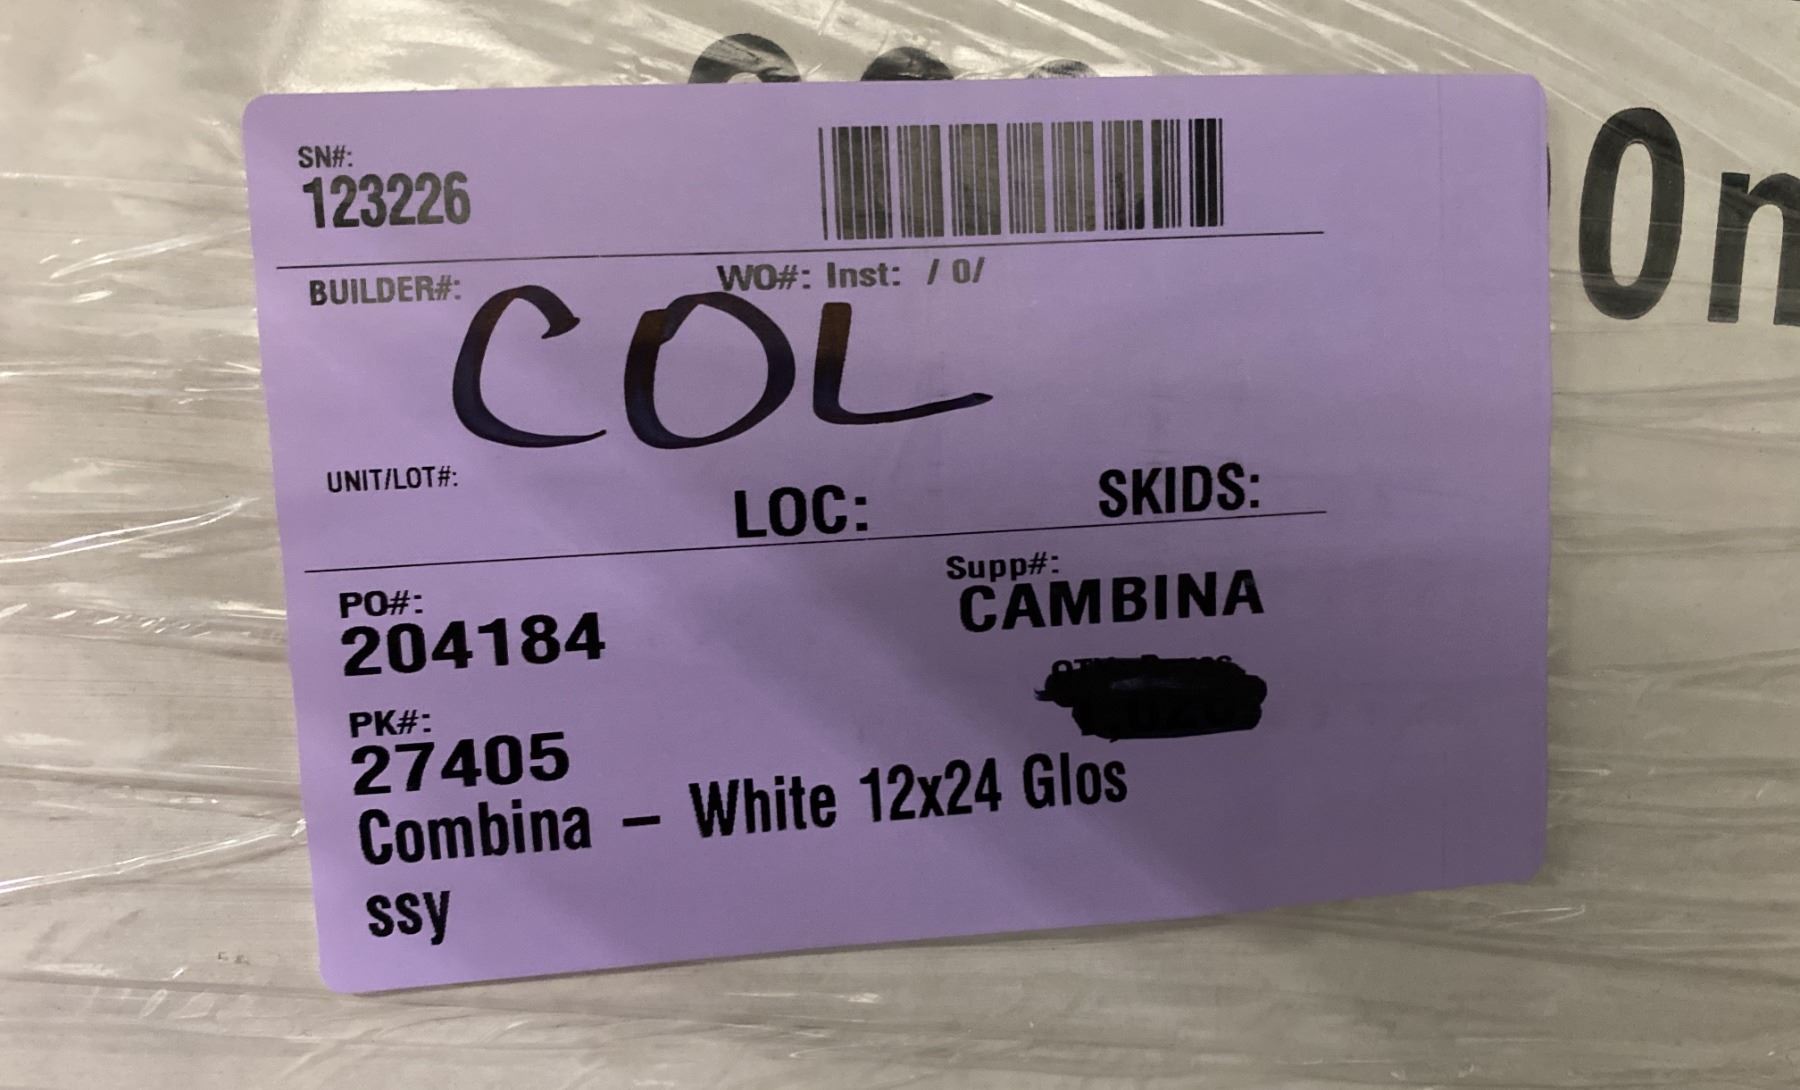 SN#:
123226
BUILDER#:
WO#: Inst: / 0/
COL
UNIT/LOT#:
LOC:
SKIDS:
PO#:
204184
Supp#:
CAMBINA
PK#:
27405
Combina – White 12x24 Glos
ssy